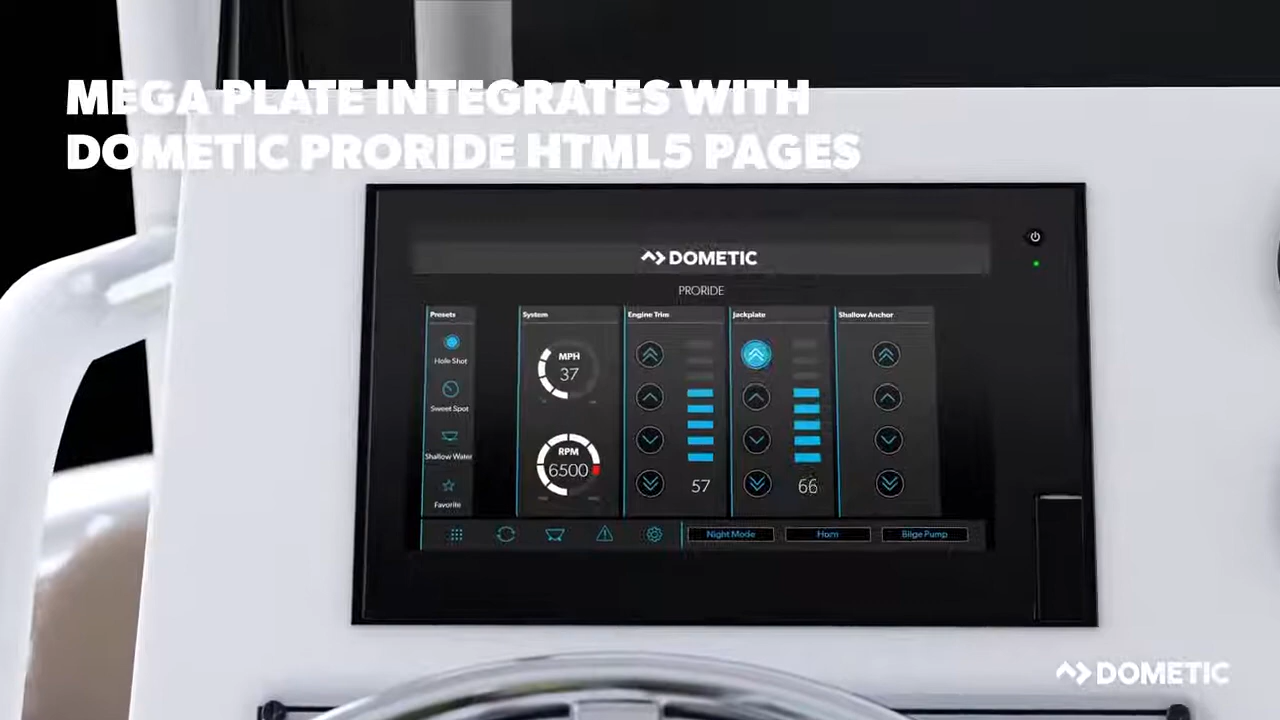 MEGA PLATE INTEGRATES WITH
DOMETIC PRORIDE HTML5 PAGES
DOMETIC
PRORIDE
Presets
System
Engine Trim
Jackplate
Shallow Anchor
Hole Shot
Sweet Spot
Shallow Water
Favorite
MPH
37
RPM
6500
57
66
Night Mode
Horn
Bilge Pump
DOMETIC